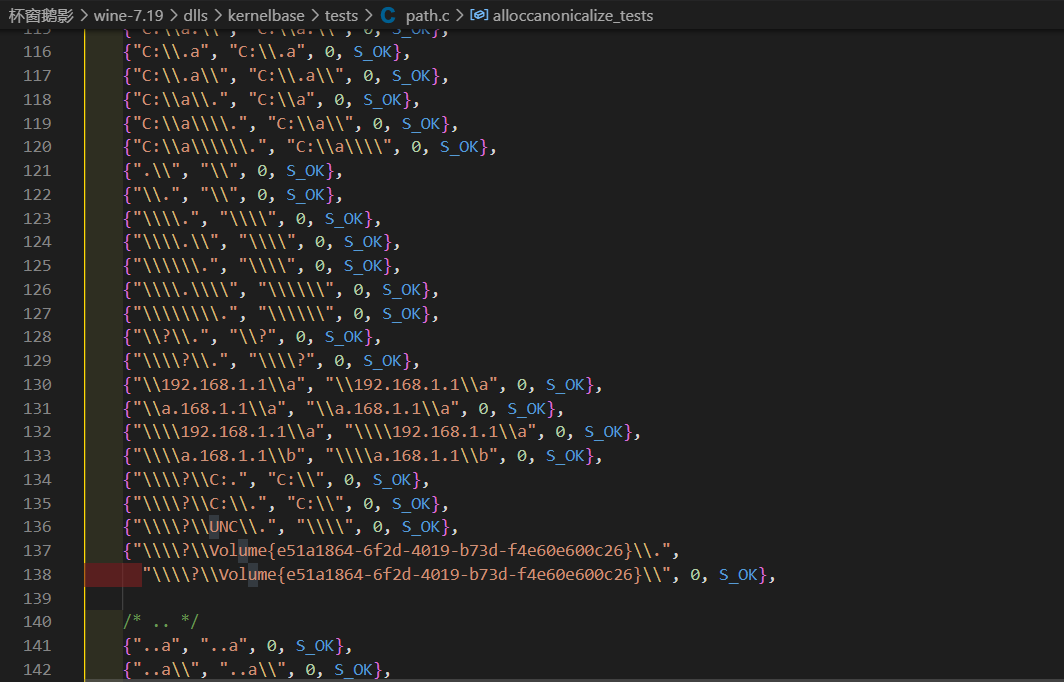 杯窗鹅影 > wine-7.19 > dlls > kernelbase > tests > C path.c > alloccanonicalize_tests
116 {"C:\\.a", "C:\\.a", 0, S_OK},
117 {"C:\\.a\\", "C:\\.a\\", 0, S_OK},
118 {"C:\\a\\.", "C:\\a", 0, S_OK},
119 {"C:\\a\\\\.", "C:\\a\\", 0, S_OK},
120 {"C:\\a\\\\\\.", "C:\\a\\\\", 0, S_OK},
121 {".\\", "\\", 0, S_OK},
122 {"\\.", "\\", 0, S_OK},
123 {"\\\\.", "\\\\", 0, S_OK},
124 {"\\\\.\\", "\\\\", 0, S_OK},
125 {"\\\\\\.", "\\\\", 0, S_OK},
126 {"\\\\.\\\\", "\\\\\\", 0, S_OK},
127 {"\\\\\\\\.", "\\\\\\", 0, S_OK},
128 {"\\?\\.", "\\?", 0, S_OK},
129 {"\\\\?\\.", "\\\\?", 0, S_OK},
130 {"\\192.168.1.1\\a", "\\192.168.1.1\\a", 0, S_OK},
131 {"\\a.168.1.1\\a", "\\a.168.1.1\\a", 0, S_OK},
132 {"\\\\192.168.1.1\\a", "\\\\192.168.1.1\\a", 0, S_OK},
133 {"\\\\a.168.1.1\\b", "\\\\a.168.1.1\\b", 0, S_OK},
134 {"\\\\?\\C:.", "C:\\", 0, S_OK},
135 {"\\\\?\\C:\\.", "C:\\", 0, S_OK},
136 {"\\\\?\\UNC\\.", "\\\\", 0, S_OK},
137 {"\\\\?\\Volume{e51a1864-6f2d-4019-b73d-f4e60e600c26}\\.",
138 "\\\\?\\Volume{e51a1864-6f2d-4019-b73d-f4e60e600c26}\\", 0, S_OK},
139
140 /* .. */
141 {"..a", "..a", 0, S_OK},
142 {"..a\\", "..a\\", 0, S_OK},